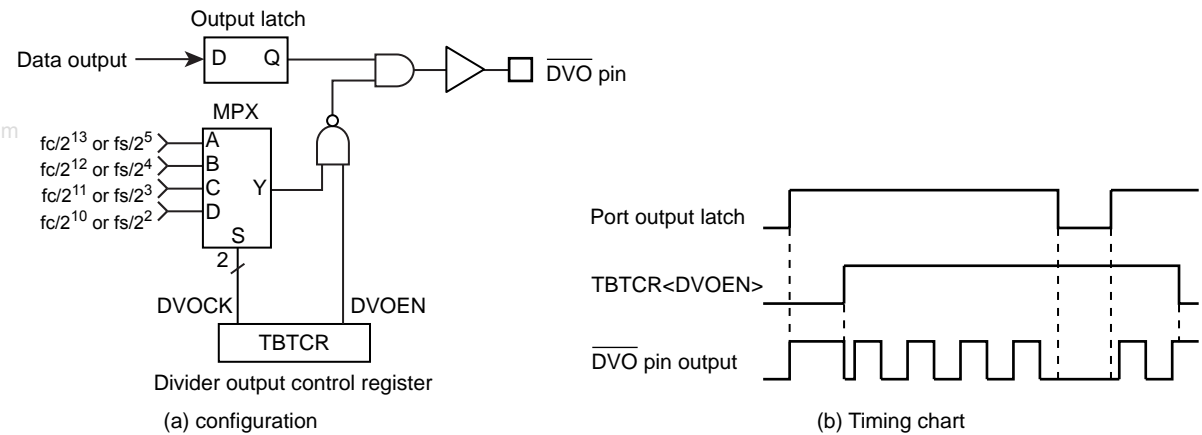 Output latch
Data output
D Q
DVO pin
MPX
m
fc/2^13 or fs/2^5
A
fc/2^12 or fs/2^4
B
fc/2^11 or fs/2^3
C
Y
fc/2^10 or fs/2^2
D
S
2
DVOCK
DVOEN
TBTCR
Divider output control register
(a) configuration
Port output latch
TBTCR<DVOEN>
DVO pin output
(b) Timing chart